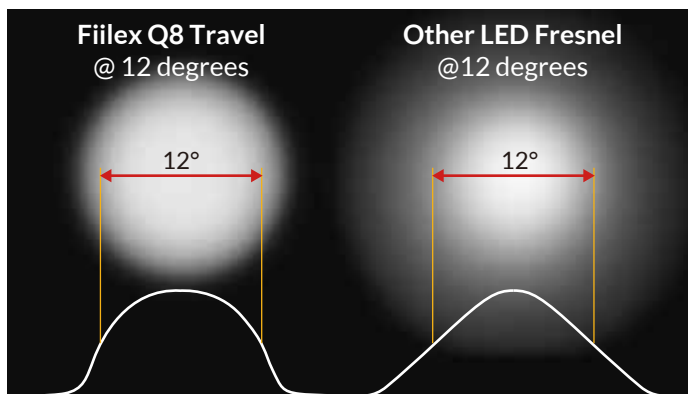 Fiilex Q8 Travel
@ 12 degrees
12°
Other LED Fresnel
@12 degrees
12°